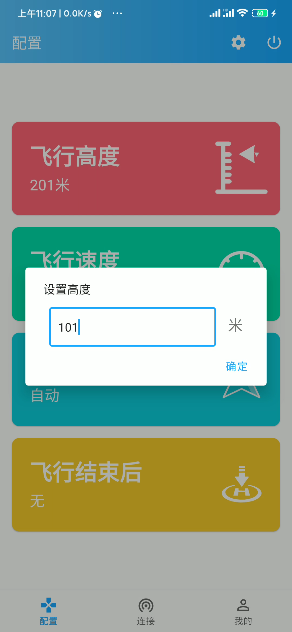 上午11:07 | 0.0K/s ···
60
配置
飞行高度
201米
飞行速度
设置高度
101
米
确定
自动
飞行结束后
无
H
配置
连接
我的